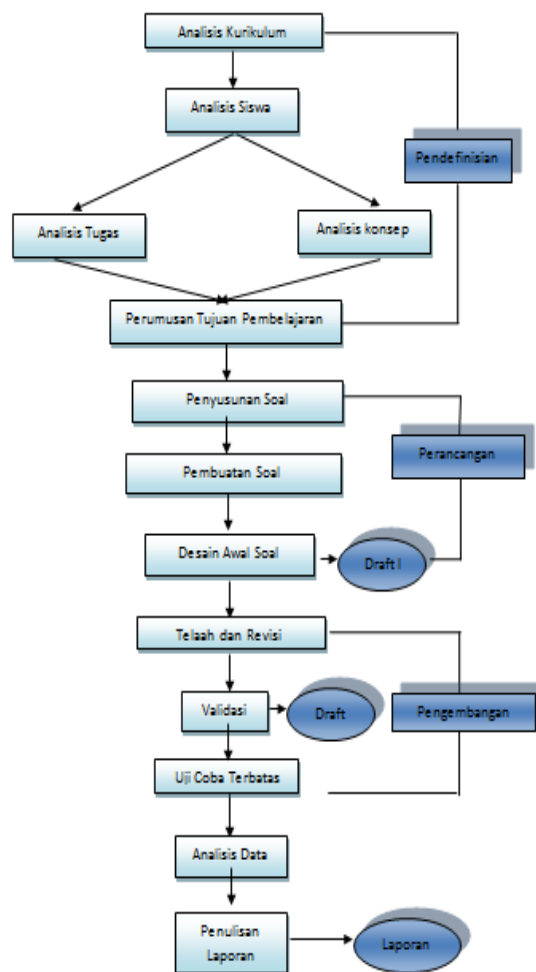 Analisis Kurikulum
Analisis Siswa
Pendefinisian
Analisis Tugas
Analisis konsep
Perumusan Tujuan Pembelajaran
Penyusunan Soal
Perancangan
Pembuatan Soal
Desain Awal Soal
Draft I
Telaah dan Revisi
Validasi
Draft
Pengembangan
Uji Coba Terbatas
Analisis Data
Penulisan
Laporan
Laporan